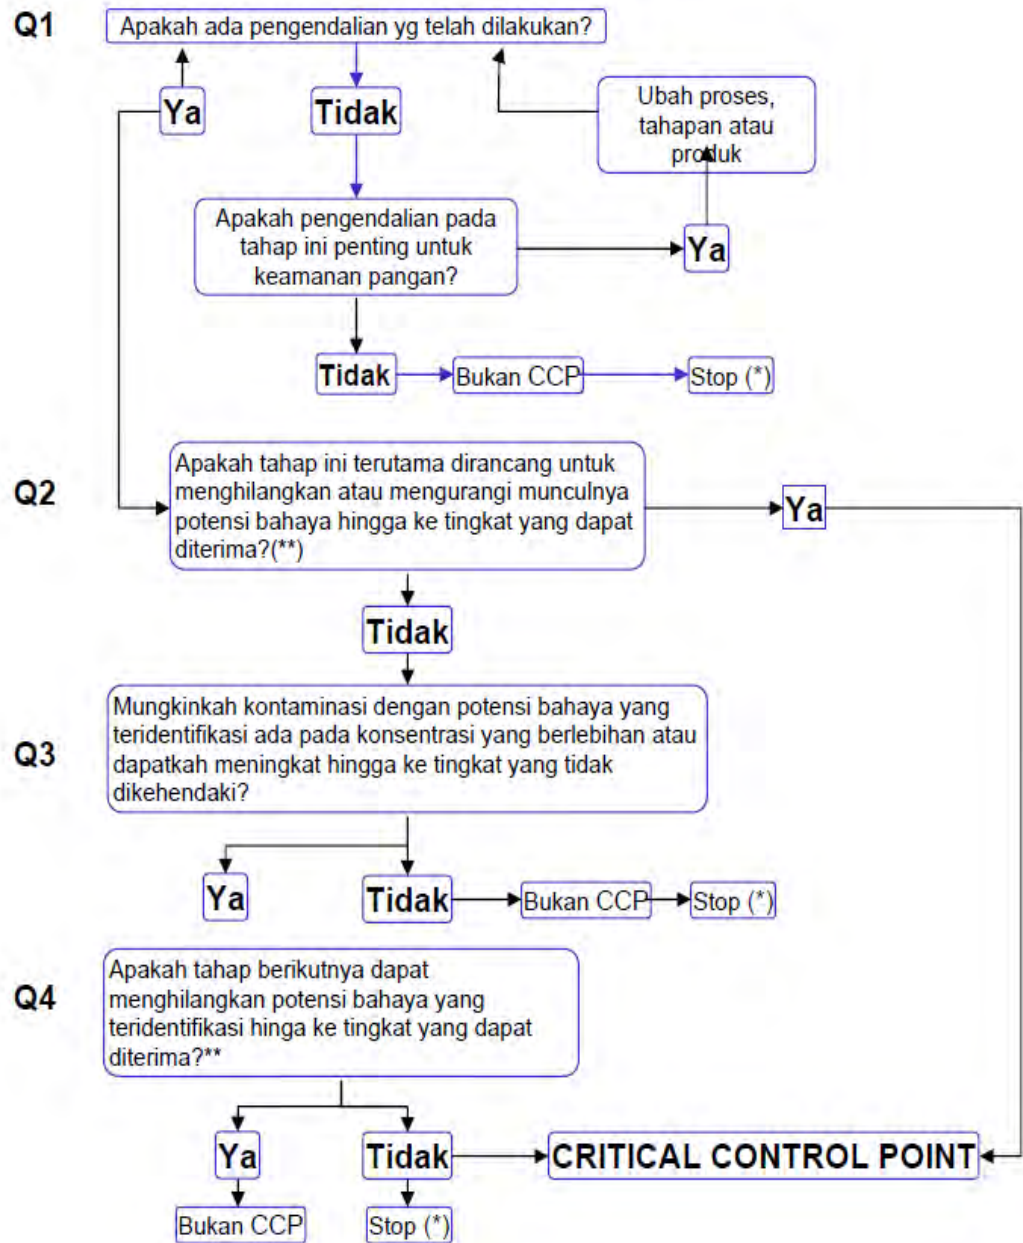 Q1
Apakah ada pengendalian yg telah dilakukan?
Ya
Tidak
Ubah proses,
tahapan atau
produk
Apakah pengendalian pada
tahap ini penting untuk
keamanan pangan?
Ya
Tidak
Bukan CCP
Stop (*)
Q2
Apakah tahap ini terutama dirancang untuk
menghilangkan atau mengurangi munculnya
potensi bahaya hingga ke tingkat yang dapat
diterima?(**)
Ya
Tidak
Q3
Mungkinkah kontaminasi dengan potensi bahaya yang
teridentifikasi ada pada konsentrasi yang berlebihan atau
dapatkah meningkat hingga ke tingkat yang tidak
dikehendaki?
Ya
Tidak
Bukan CCP
Stop (*)
Q4
Apakah tahap berikutnya dapat
menghilangkan potensi bahaya yang
teridentifikasi hinga ke tingkat yang dapat
diterima?**
Ya
Tidak
CRITICAL CONTROL POINT
Bukan CCP
Stop (*)